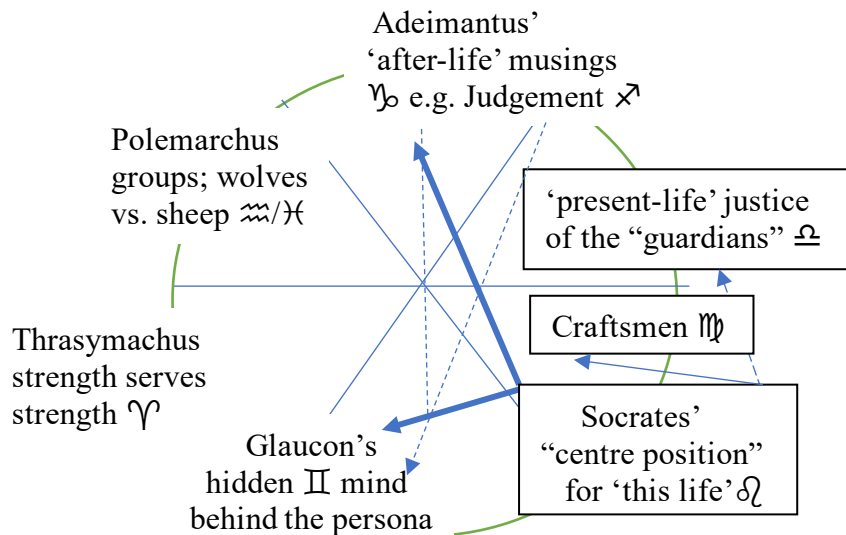 Adeimantus’
‘after-life’ musings
♑ e.g. Judgement ♐
Polemarchus
groups; wolves
vs. sheep ♒/♓
‘present-life’ justice
of the “guardians” ♎
Craftsmen ♍
Thrasymachus
strength serves
strength ♈
Socrates’
“centre position”
for ‘this life’♌
Glaucon’s
hidden ♊ mind
behind the persona